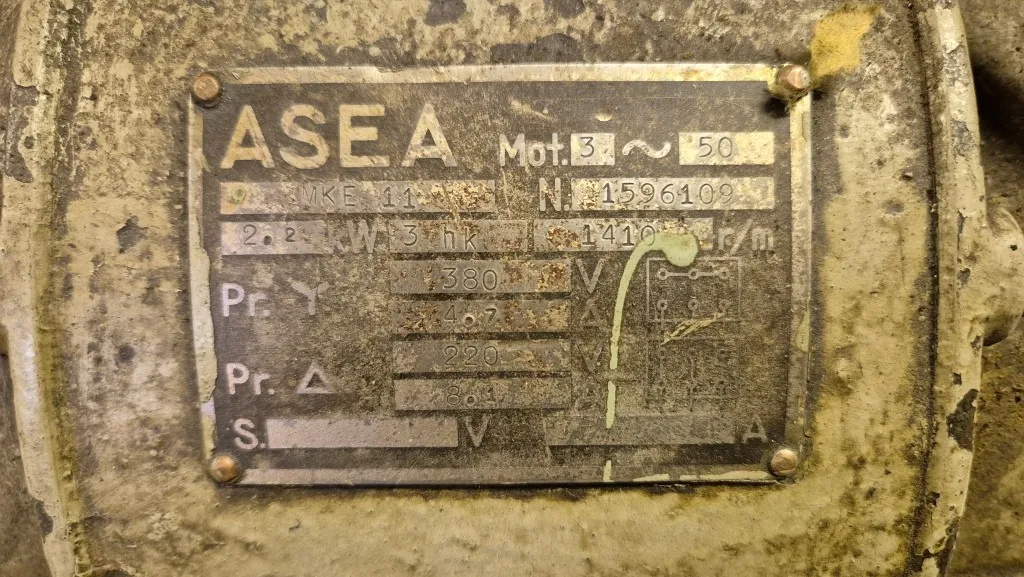 ASEA Mot. 3 ~ 50
MKE 11 N. 1596109
2.2 kW 3 hk 1410 r/m
Pr. Y 380 V
4.7 A
Pr. △ 220 V
8.1
S. V A